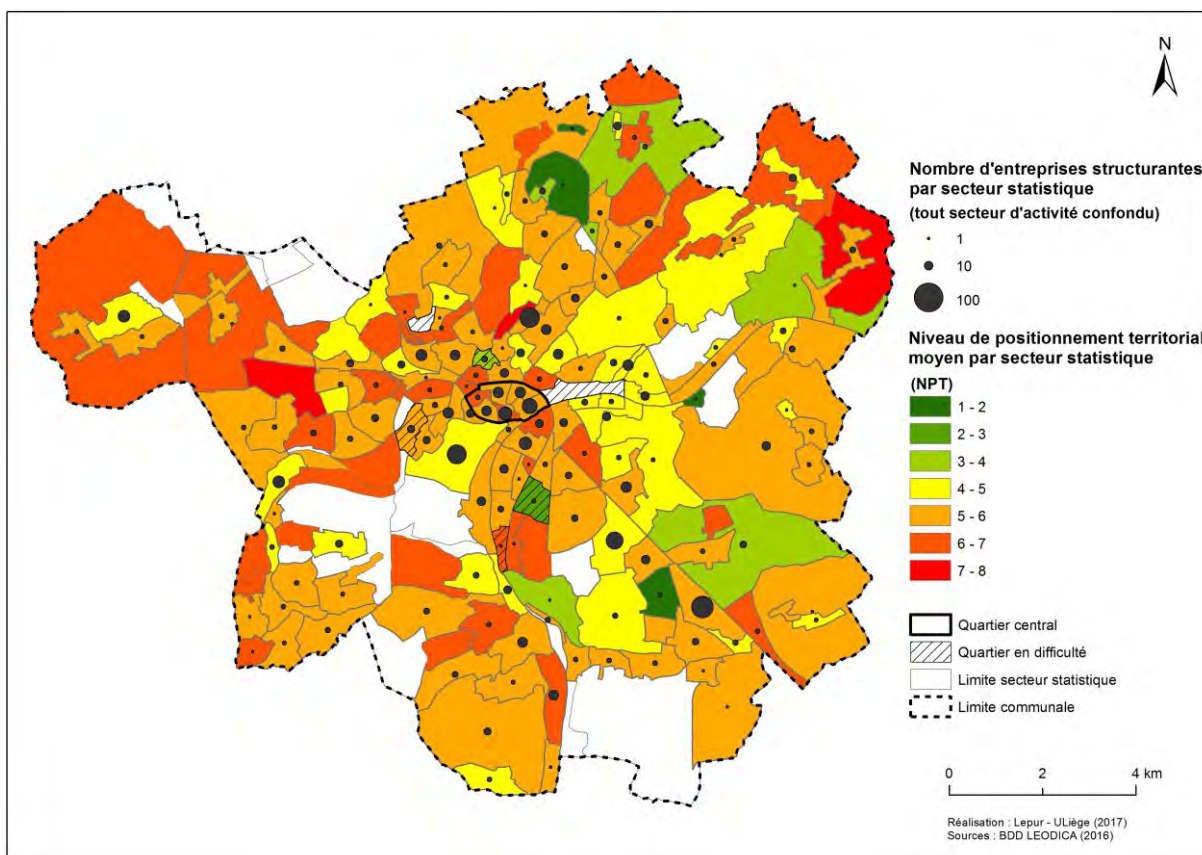 N
Nombre d'entreprises structurantes
par secteur statistique
(tout secteur d'activité confondu)
1
10
100
Niveau de positionnement territorial
moyen par secteur statistique
(NPT)
1 - 2
2 - 3
3 - 4
4 - 5
5 - 6
6 - 7
7 - 8
Quartier central
Quartier en difficulté
Limite secteur statistique
Limite communale
0 2 4 km
Réalisation : Lepur - ULiège (2017)
Sources : BDD LEODICA (2016)